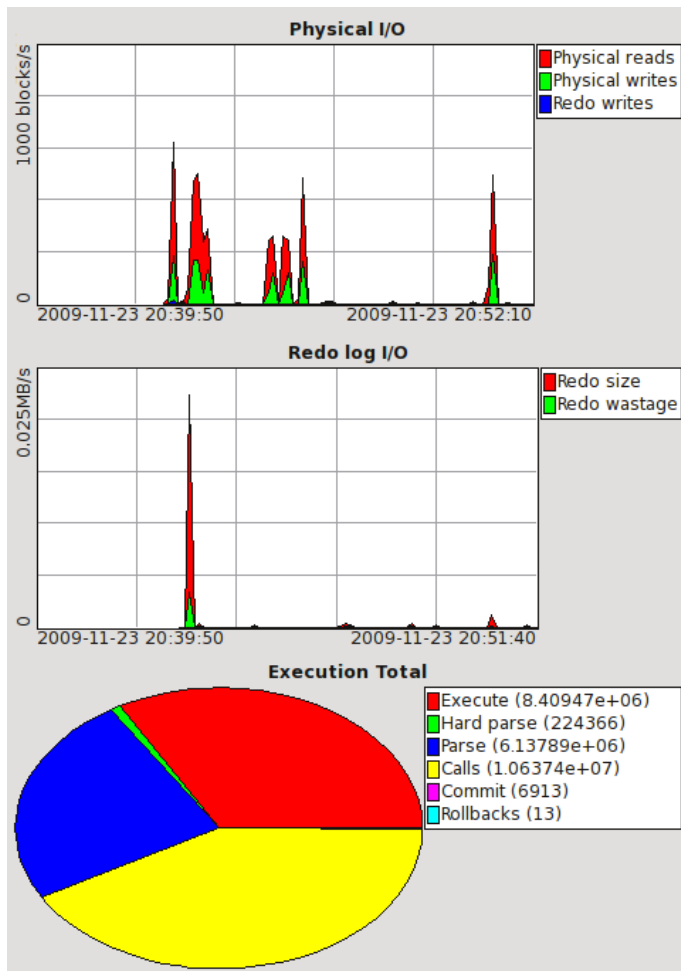 Physical I/O
1000 blocks/s
0
Physical reads
Physical writes
Redo writes
2009-11-23 20:39:50 2009-11-23 20:52:10
Redo log I/O
0.025MB/s
0
Redo size
Redo wastage
2009-11-23 20:39:50 2009-11-23 20:51:40
Execution Total
Execute (8.40947e+06)
Hard parse (224366)
Parse (6.13789e+06)
Calls (1.06374e+07)
Commit (6913)
Rollbacks (13)